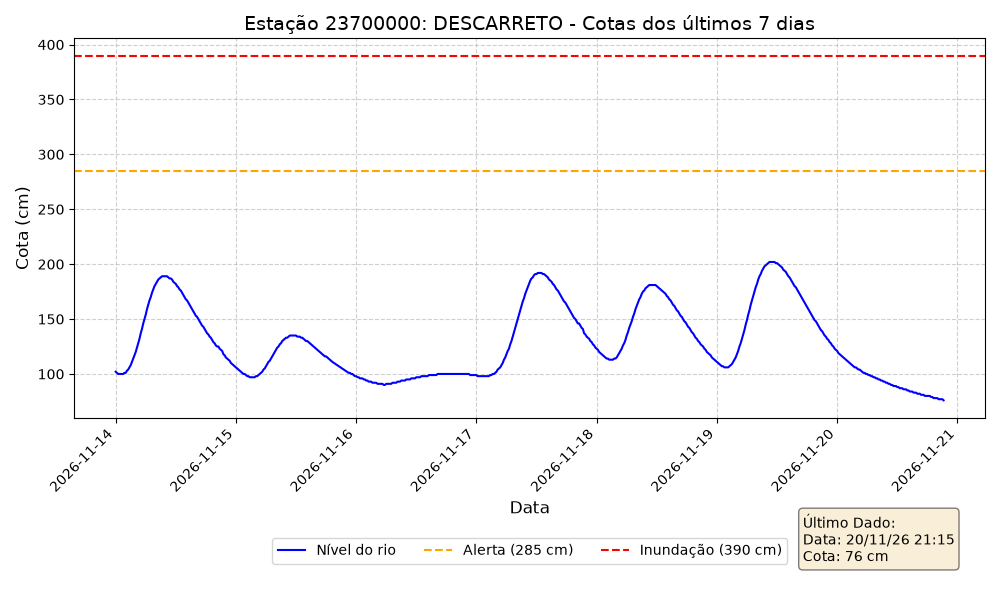 Estação 23700000: DESCARRETO - Cotas dos últimos 7 dias
Cota (cm)
400
350
300
250
200
150
100
2026-11-14
2026-11-15
2026-11-16
2026-11-17
2026-11-18
2026-11-19
2026-11-20
2026-11-21
Data
Nível do rio
Alerta (285 cm)
Inundação (390 cm)
Último Dado:
Data: 20/11/26 21:15
Cota: 76 cm